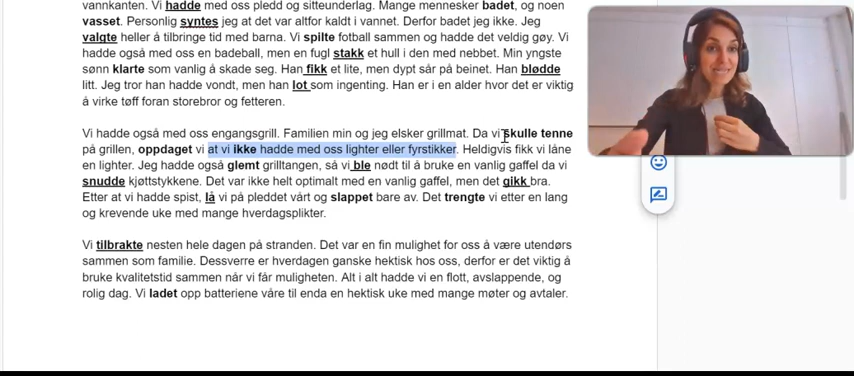 vannkanten. Vi hadde med oss pledd og sitteunderlag. Mange mennesker badet, og noen
vasset. Personlig syntes jeg at det var altfor kaldt i vannet. Derfor badet jeg ikke. Jeg
valgte heller å tilbringe tid med barna. Vi spilte fotball sammen og hadde det veldig gøy. Vi
hadde også med oss en badeball, men en fugl stakk et hull i den med nebbet. Min yngste
sønn klarte som vanlig å skade seg. Han fikk et lite, men dypt sår på beinet. Han blødde
litt. Jeg tror han hadde vondt, men han lot som ingenting. Han er i en alder hvor det er viktig
å virke tøff foran storebror og fetteren.
Vi hadde også med oss engangsgrill. Familien min og jeg elsker grillmat. Da vi skulle tenne
på grillen, oppdaget vi at vi ikke hadde med oss lighter eller fyrstikker. Heldigvis fikk vi låne
en lighter. Jeg hadde også glemt grilltangen, så vi ble nødt til å bruke en vanlig gaffel da vi
snudde kjøttstykkene. Det var ikke helt optimalt med en vanlig gaffel, men det gikk bra.
Etter at vi hadde spist, lå vi på pleddet vårt og slappet bare av. Det trengte vi etter en lang
og krevende uke med mange hverdagsplikter.
Vi tilbrakte nesten hele dagen på stranden. Det var en fin mulighet for oss å være utendørs
sammen som familie. Dessverre er hverdagen ganske hektisk hos oss, derfor er det viktig å
bruke kvalitetstid sammen når vi får muligheten. Alt i alt hadde vi en flott, avslappende, og
rolig dag. Vi ladet opp batteriene våre til enda en hektisk uke med mange møter og avtaler.